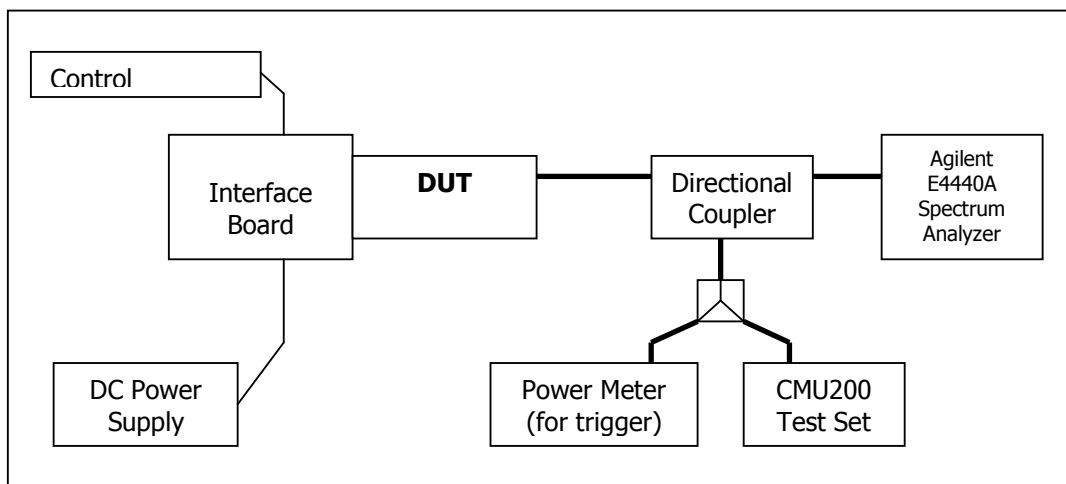 Control
Interface
Board
DUT
Directional
Coupler
Agilent
E4440A
Spectrum
Analyzer
DC Power
Supply
Power Meter
(for trigger)
CMU200
Test Set